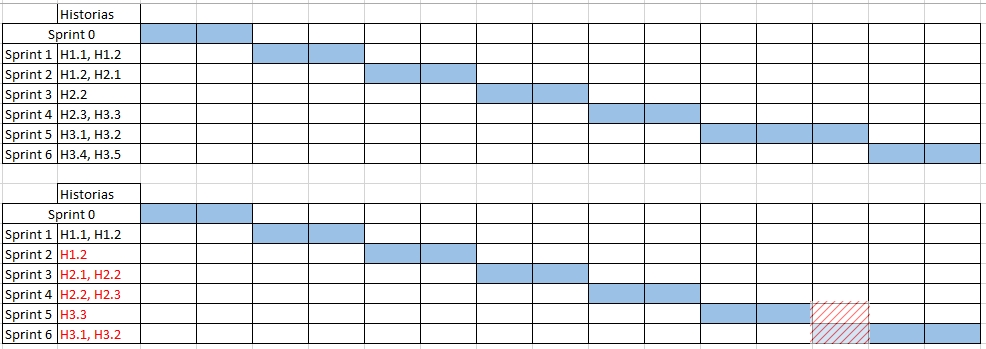 Historias
Sprint 0
Sprint 1 H1.1, H1.2
Sprint 2 H1.2, H2.1
Sprint 3 H2.2
Sprint 4 H2.3, H3.3
Sprint 5 H3.1, H3.2
Sprint 6 H3.4, H3.5
Historias
Sprint 0
Sprint 1 H1.1, H1.2
Sprint 2 H1.2
Sprint 3 H2.1, H2.2
Sprint 4 H2.2, H2.3
Sprint 5 H3.3
Sprint 6 H3.1, H3.2